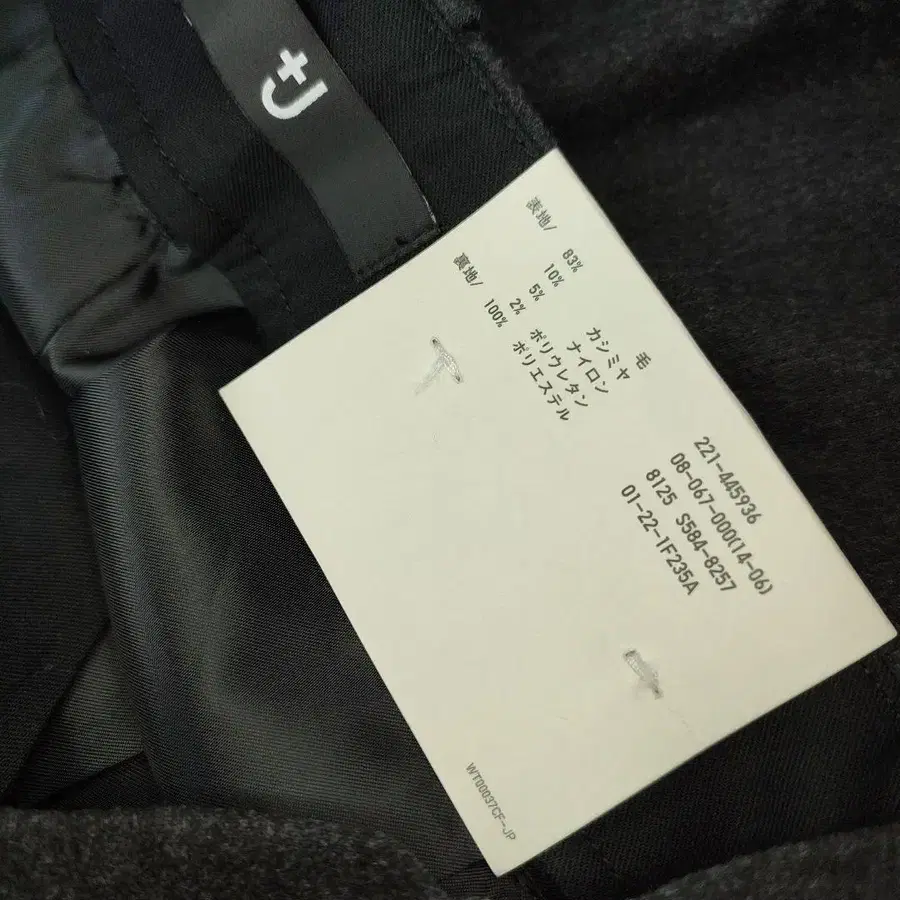 +J
表地/ 83% 毛
10% カシミヤ
5% ナイロン
2% ポリウレタン
裏地/ 100% ポリエステル
221-445936
08-067-000(14-06)
8125 S584-8257
01-22-1F235A
WT00037CF-JP